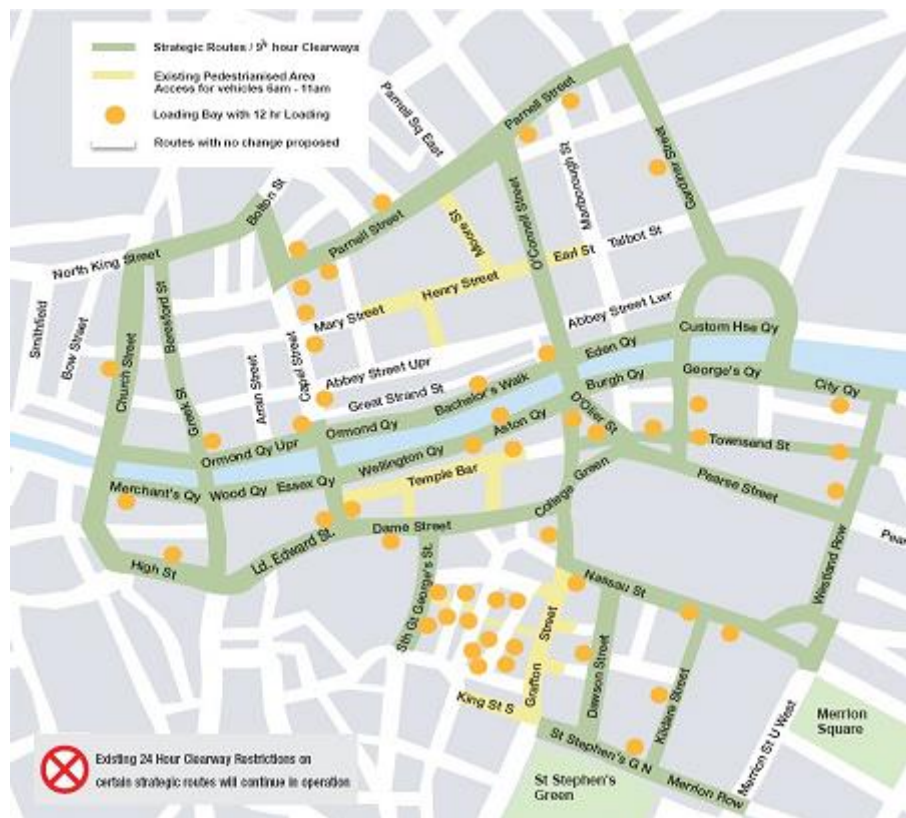 Strategic Routes / 9½ hour Clearways
Existing Pedestrianised Area
Access for vehicles 6am - 11am
Loading Bay with 12 hr Loading
Routes with no change proposed
Parnell Sq East
Parnell Street
Marlborough St
Gardiner Street
Bolton St
Parnell Street
Moore St
O'Connell Street
Earl St
Talbot St
North King Street
Henry Street
Mary Street
Abbey Street Lwr
Smithfield
Bow Street
Church Street
Beresford St
Greek St
Arran Street
Capel Street
Abbey Street Upr
Great Strand St
Bachelor's Walk
Eden Qy
Custom Hse Qy
Ormond Qy Upr
Ormond Qy
Aston Qy
Burgh Qy
George's Qy
City Qy
D'Olier St
Townsend St
Merchant's Qy
Wood Qy
Essex Qy
Wellington Qy
Temple Bar
College Green
Pearse Street
Pear
High St
Ld. Edward St.
Dame Street
Sth Gt George's St.
Nassau St
Westland Row
Grafton Street
Dawson Street
Kildare Street
King St S
St Stephen's G N
Merrion Row
Merrion St U West
Merrion
Square
St Stephen's
Green
Existing 24 Hour Clearway Restrictions on
certain strategic routes will continue in operation